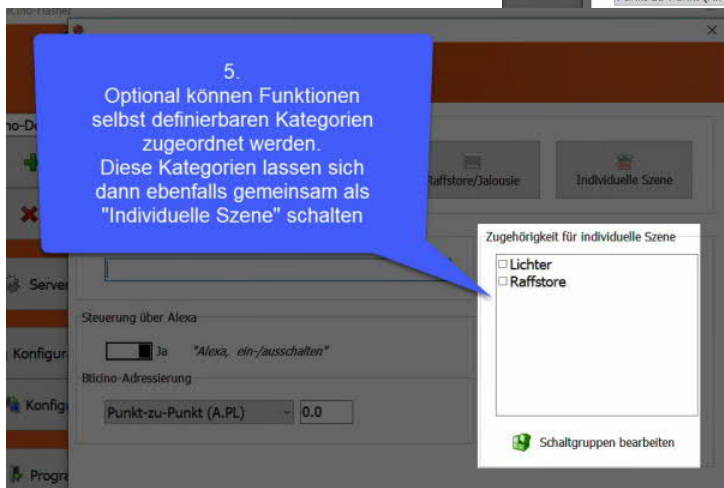 5.
Optional können Funktionen
selbst definierbaren Kategorien
zugeordnet werden.
Diese Kategorien lassen sich
dann ebenfalls gemeinsam als
"Individuelle Szene" schalten
Raffstore/Jalousie
Individuelle Szene
Zugehörigkeit für individuelle Szene
Lichter
Raffstore
Server
Steuerung über Alexa
Ja "Alexa, ein-/ausschalten"
Konfigur
Bticino-Adressierung
Punkt-zu-Punkt (A.PL) 0.0
Konfig
Schaltgruppen bearbeiten
Progra